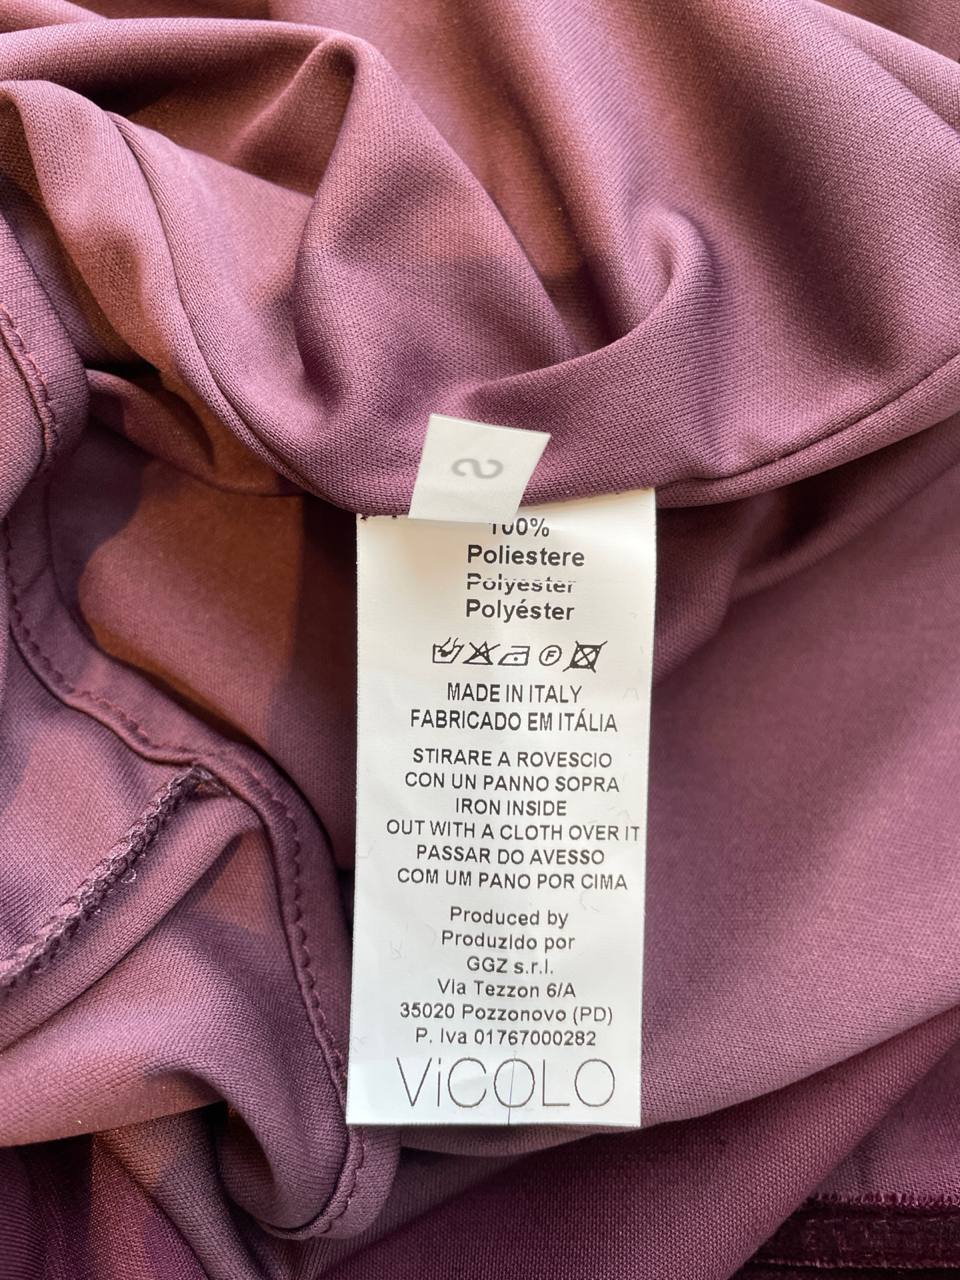 S
100%
Poliestere
Polyester
Polyéster
F
MADE IN ITALY
FABRICADO EM ITÁLIA
STIRARE A ROVESCIO
CON UN PANNO SOPRA
IRON INSIDE
OUT WITH A CLOTH OVER IT
PASSAR DO AVESSO
COM UM PANO POR CIMA
Produced by
Produzido por
GGZ s.r.l.
Via Tezzon 6/A
35020 Pozzonovo (PD)
P. Iva 01767000282
ViCOLO